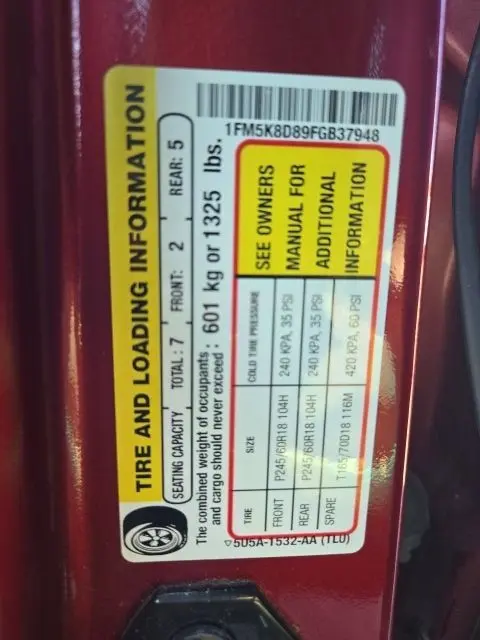 1FM5K8D89FGB37948
TIRE AND LOADING INFORMATION
SEATING CAPACITY TOTAL: 7 FRONT: 2 REAR: 5
The combined weight of occupants
and cargo should never exceed: 601 kg or 1325 lbs.
TIRE SIZE COLD TIRE PRESSURE
FRONT P245/60R18 104H 240 KPA, 35 PSI
REAR P245/60R18 104H 240 KPA, 35 PSI
SPARE T165/70D18 116M 420 KPA, 60 PSI
SEE OWNERS
MANUAL FOR
ADDITIONAL
INFORMATION
▽5U5A-1532-AA (TLU)